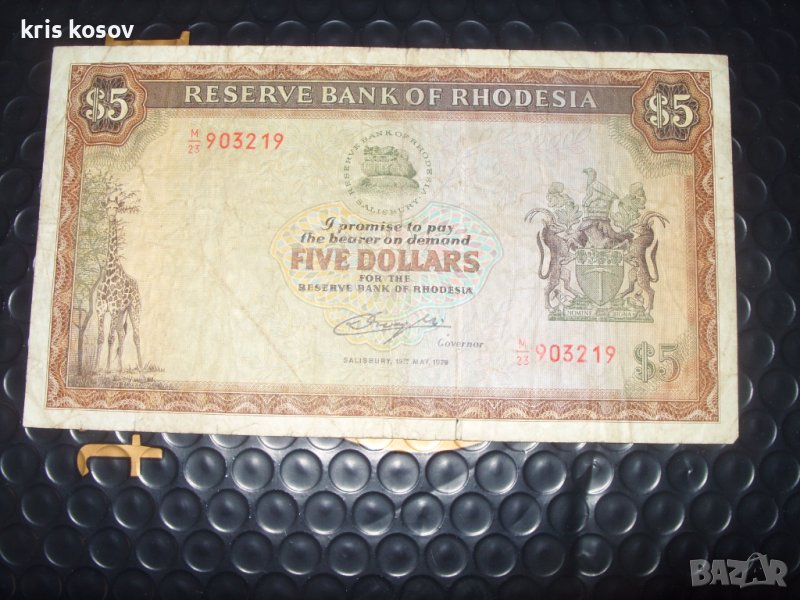 kris kosov
$5
RESERVE BANK OF RHODESIA
$5
M/23 903219
RESERVE BANK OF RHODESIA
SALISBURY
I promise to pay
the bearer on demand
FIVE DOLLARS
FOR THE
RESERVE BANK OF RHODESIA
Governor
M/23 903219
$5
BAZAR